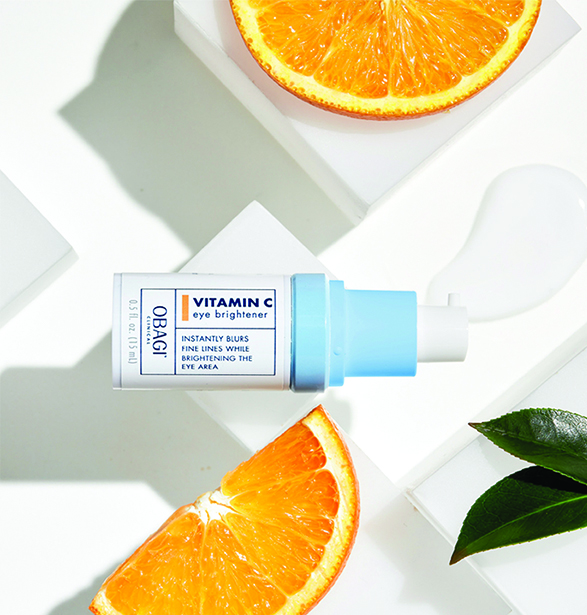 VITAMIN C
eye brightener
INSTANTLY BLURS
FINE LINES WHILE
BRIGHTENING THE
EYE AREA
OBAGI®
CLINICAL
0.5 fl. oz. (15 mL)